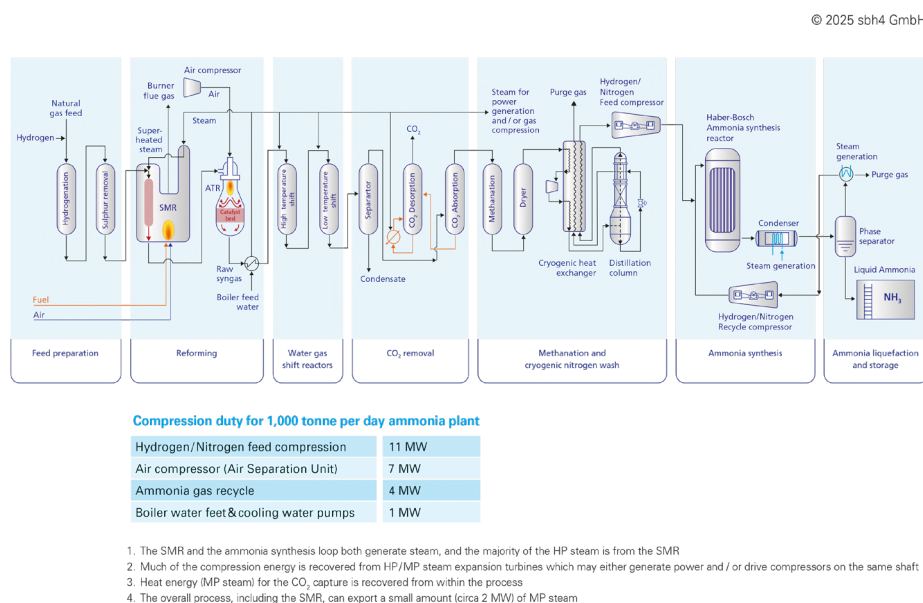 © 2025 sbh4 GmbH
Natural
gas feed
Hydrogen
Hydrogenation
Sulphur removal
Burner
flue gas
Air compressor
Air
Steam
Super-
heated
steam
SMR
ATR
Catalyst
bed
Raw
syngas
Boiler feed
water
Fuel
Air
High temperature
shift
Low temperature
shift
Separartor
Condensate
CO₂
CO₂ Desorption
CO₂ Absorption
Steam for
power
generation
and / or gas
compression
Methanation
Dryer
Purge gas
Cryogenic heat
exchanger
Distillation
column
Hydrogen/
Nitrogen
Feed compressor
Haber-Bosch
Ammonia synthesis
reactor
Condenser
Steam generation
Hydrogen/Nitrogen
Recycle compressor
Steam
generation
Purge gas
Phase
separator
Liquid Ammonia
NH₃
Feed preparation
Reforming
Water gas
shift reactors
CO₂ removal
Methanation and
cryogenic nitrogen wash
Ammonia synthesis
Ammonia liquefaction
and storage
Compression duty for 1,000 tonne per day ammonia plant
Hydrogen/Nitrogen feed compression 11 MW
Air compressor (Air Separation Unit) 7 MW
Ammonia gas recycle 4 MW
Boiler water feet & cooling water pumps 1 MW
1. The SMR and the ammonia synthesis loop both generate steam, and the majority of the HP steam is from the SMR
2. Much of the compression energy is recovered from HP/MP steam expansion turbines which may either generate power and / or drive compressors on the same shaft
3. Heat energy (MP steam) for the CO₂ capture is recovered from within the process
4. The overall process, including the SMR, can export a small amount (circa 2 MW) of MP steam